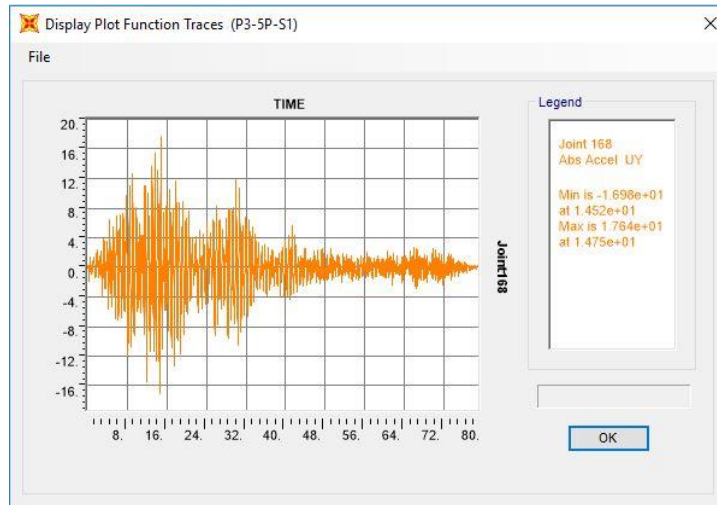 Display Plot Function Traces (P3-5P-S1)
File
TIME
20.
16.
12.
8.
4.
0.
-4.
-8.
-12.
-16.
8. 16. 24. 32. 40. 48. 56. 64. 72. 80.
Joint168
Legend
Joint 168
Abs Accel UY
Min is -1.698e+01
at 1.452e+01
Max is 1.764e+01
at 1.475e+01
OK